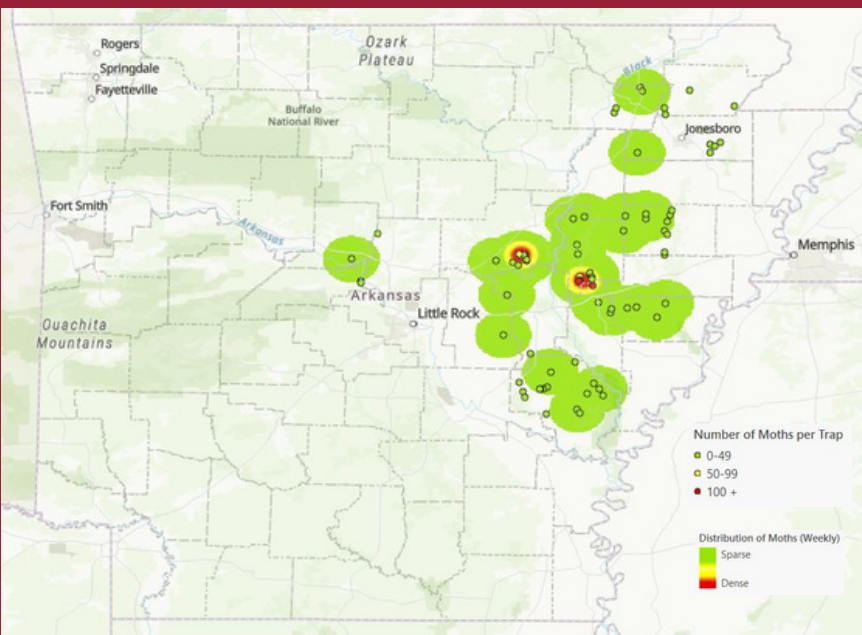 Rogers
Springdale
Fayetteville
Ozark
Plateau
Buffalo
National River
Black
Jonesboro
Fort Smith
Arkansas
Memphis
Arkansas
Little Rock
Ouachita
Mountains
Number of Moths per Trap
0-49
50-99
100 +
Distribution of Moths (Weekly)
Sparse
Dense